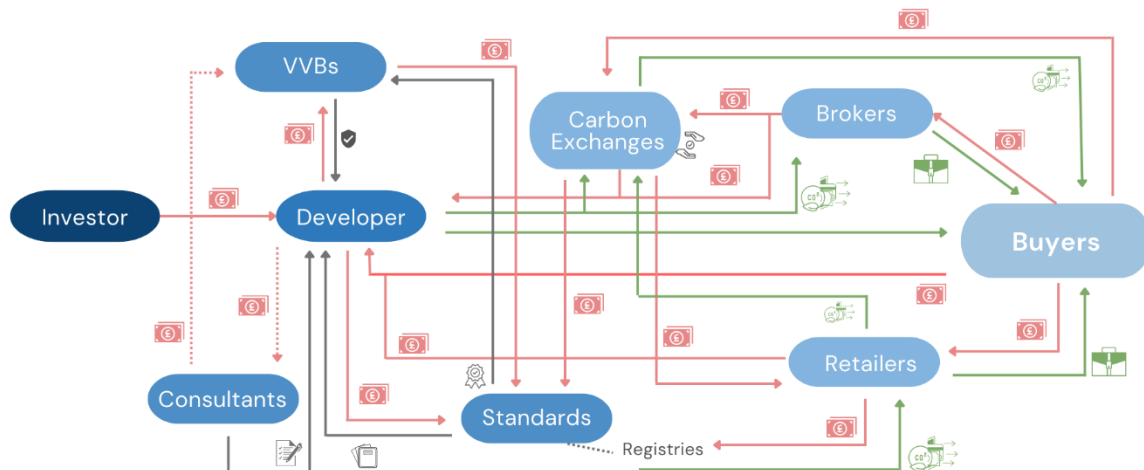 VVBs
Carbon
Exchanges
Brokers
Investor
Developer
Buyers
Retailers
Consultants
Standards
Registries